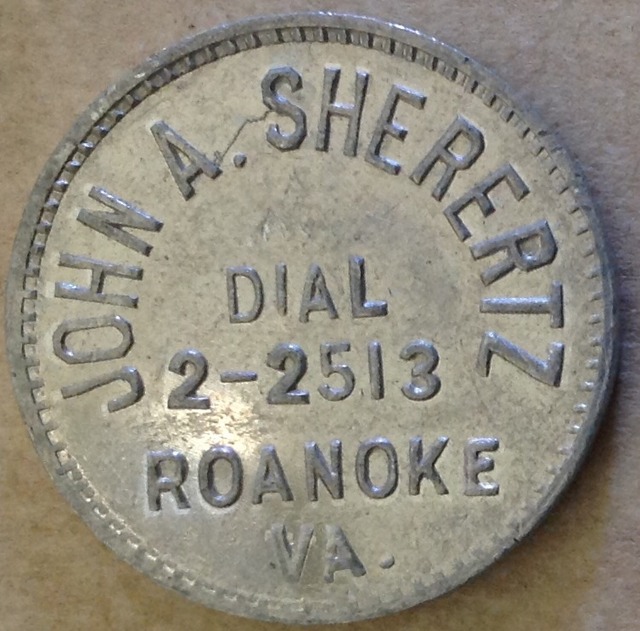 JOHN A. SHERERTZ
DIAL
2-2513
ROANOKE
VA.